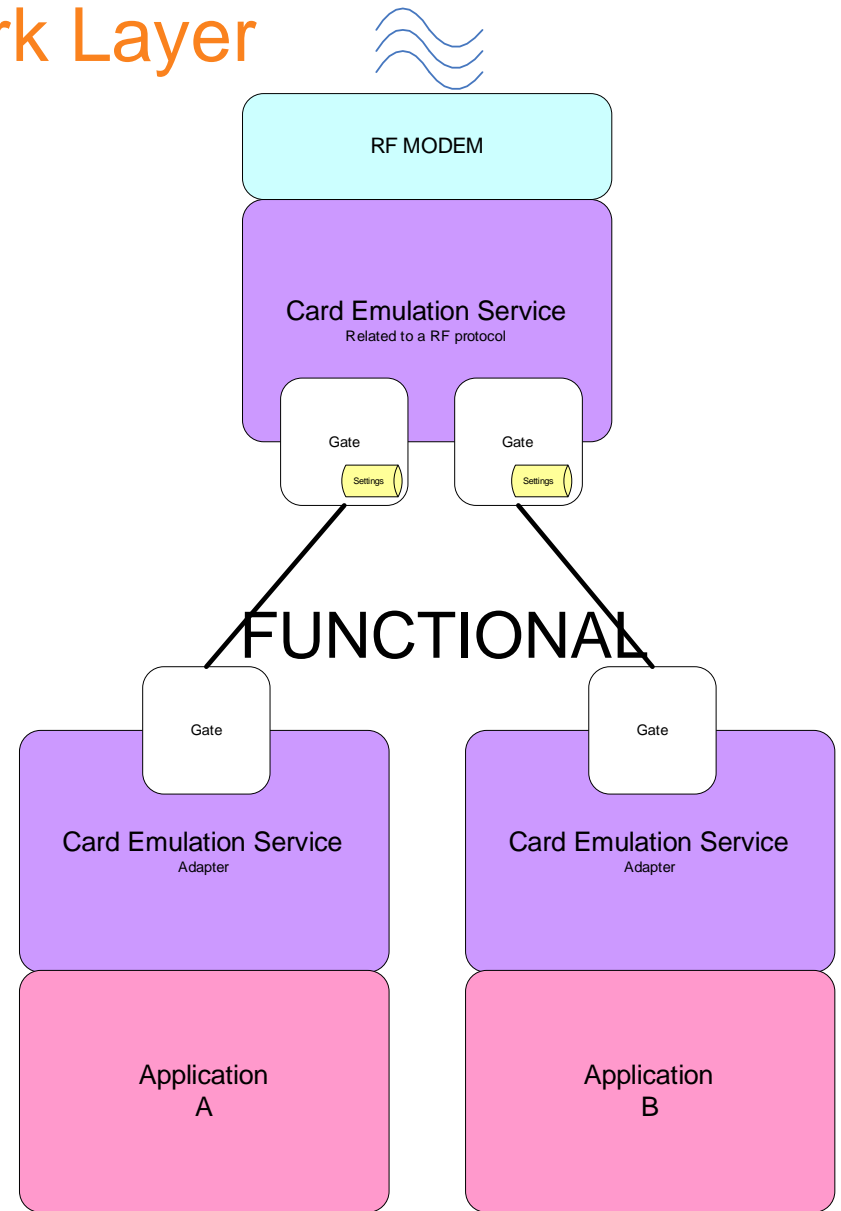 rk Layer
RF MODEM
Card Emulation Service
Related to a RF protocol
Gate
Gate
Settings
Settings
FUNCTIONAL
Gate
Gate
Card Emulation Service
Adapter
Card Emulation Service
Adapter
Application
A
Application
B